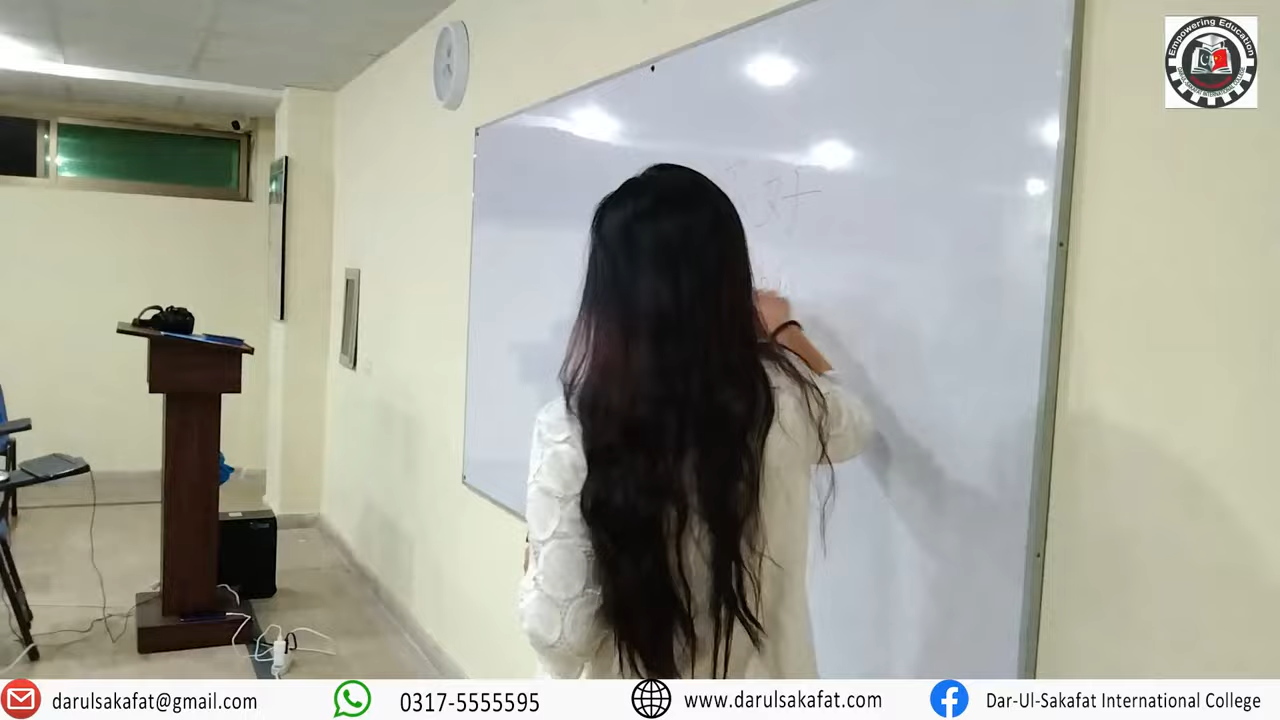 Empowering Education
darulsakafat@gmail.com
0317-5555595
www.darulsakafat.com
Dar-Ul-Sakafat International College